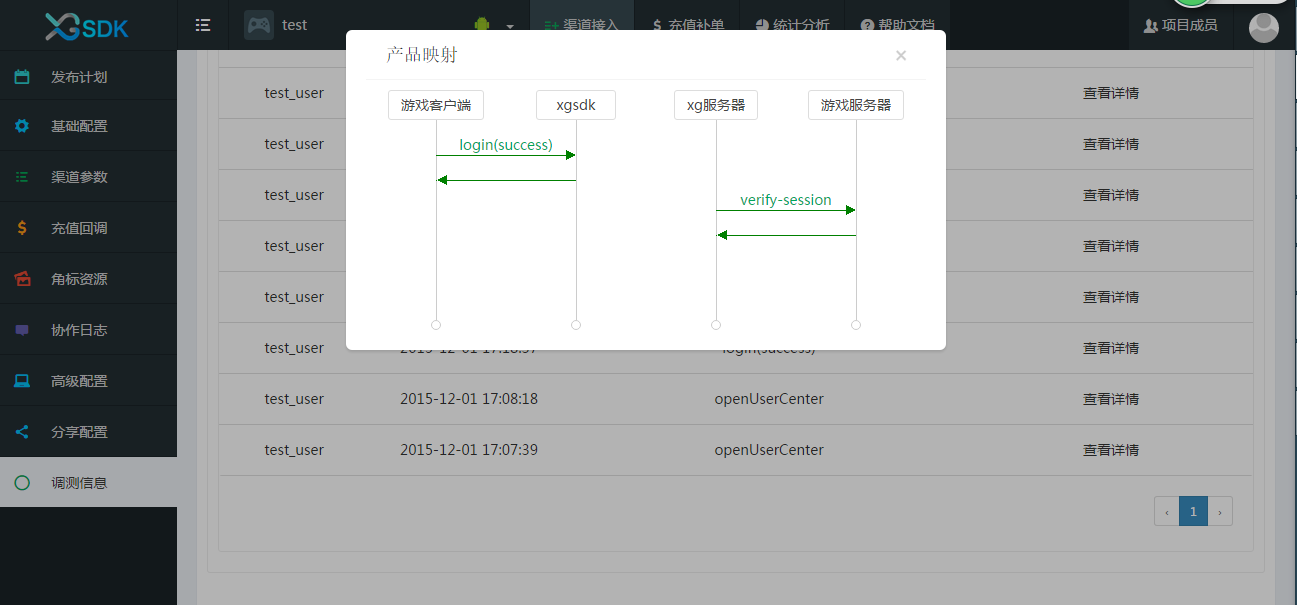 XGSDK
test
渠道接入
充值补单
统计分析
帮助文档
项目成员
发布计划
基础配置
渠道参数
充值回调
角标资源
协作日志
高级配置
分享配置
调测信息
产品映射
×
游戏客户端
xgsdk
xg服务器
游戏服务器
login(success)
verify-session
test_user 查看详情
test_user 查看详情
test_user 查看详情
test_user 查看详情
test_user 查看详情
test_user 2015-12-01 17:18:37 login(success) 查看详情
test_user 2015-12-01 17:08:18 openUserCenter 查看详情
test_user 2015-12-01 17:07:39 openUserCenter 查看详情
‹ 1 ›